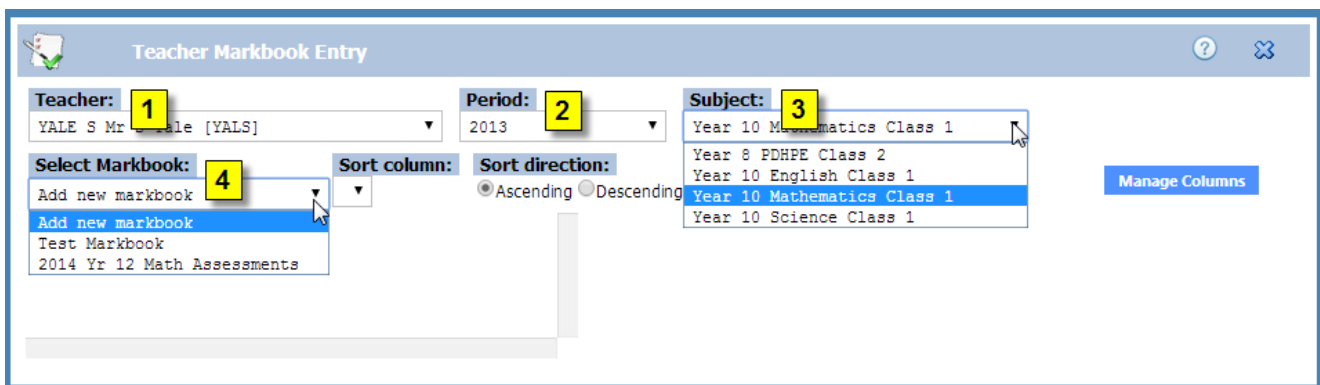 Teacher Markbook Entry
?
Teacher: 1
YALE S Mr Yale [YALS]
Period: 2
2013
Subject: 3
Year 10 Mathematics Class 1
Year 8 PDHPE Class 2
Year 10 English Class 1
Year 10 Mathematics Class 1
Year 10 Science Class 1
Select Markbook: 4
Add new markbook
Add new markbook
Test Markbook
2014 Yr 12 Math Assessments
Sort column:
Sort direction:
Ascending Descending
Manage Columns